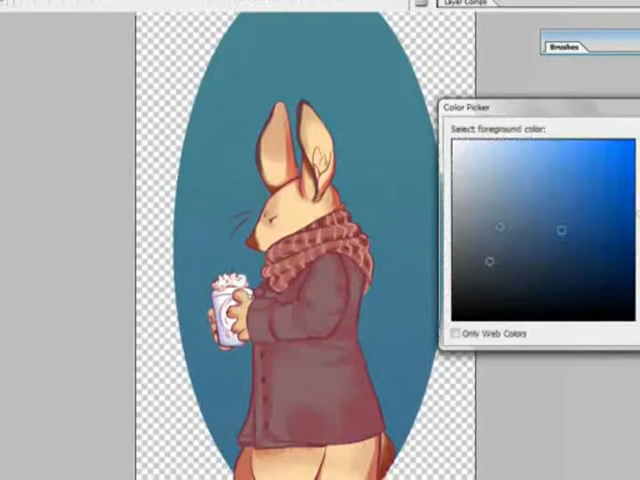 Layer Comps
Brushes
Color Picker
Select foreground color:
Only Web Colors